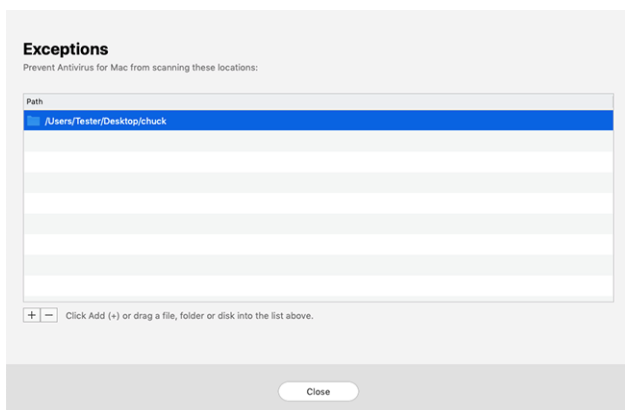 Exceptions
Prevent Antivirus for Mac from scanning these locations:
Path
/Users/Tester/Desktop/chuck
+ − Click Add (+) or drag a file, folder or disk into the list above.
Close